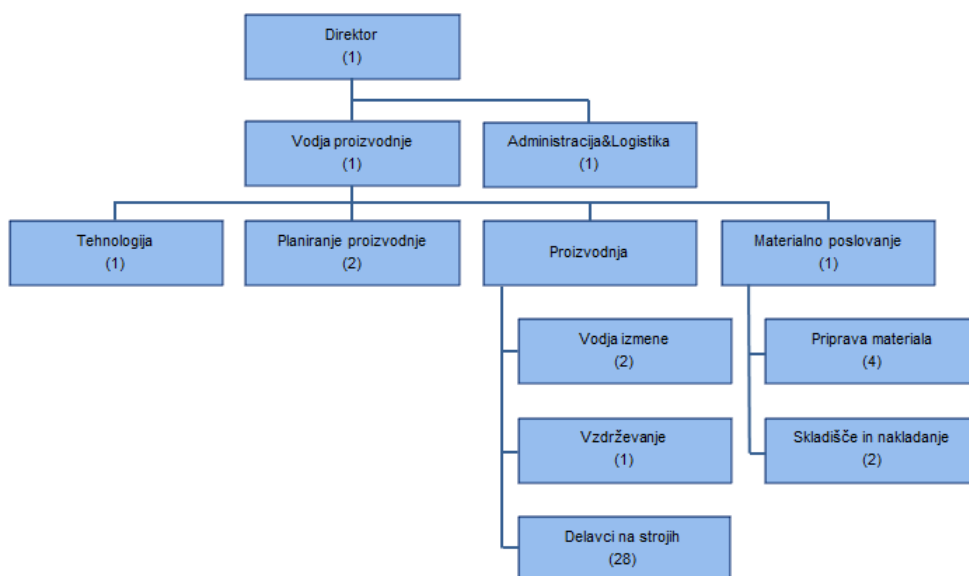 Direktor
(1)
Vodja proizvodnje
(1)
Administracija&Logistika
(1)
Tehnologija
(1)
Planiranje proizvodnje
(2)
Proizvodnja
Materialno poslovanje
(1)
Vodja izmene
(2)
Priprava materiala
(4)
Vzdrževanje
(1)
Skladišče in nakladanje
(2)
Delavci na strojih
(28)